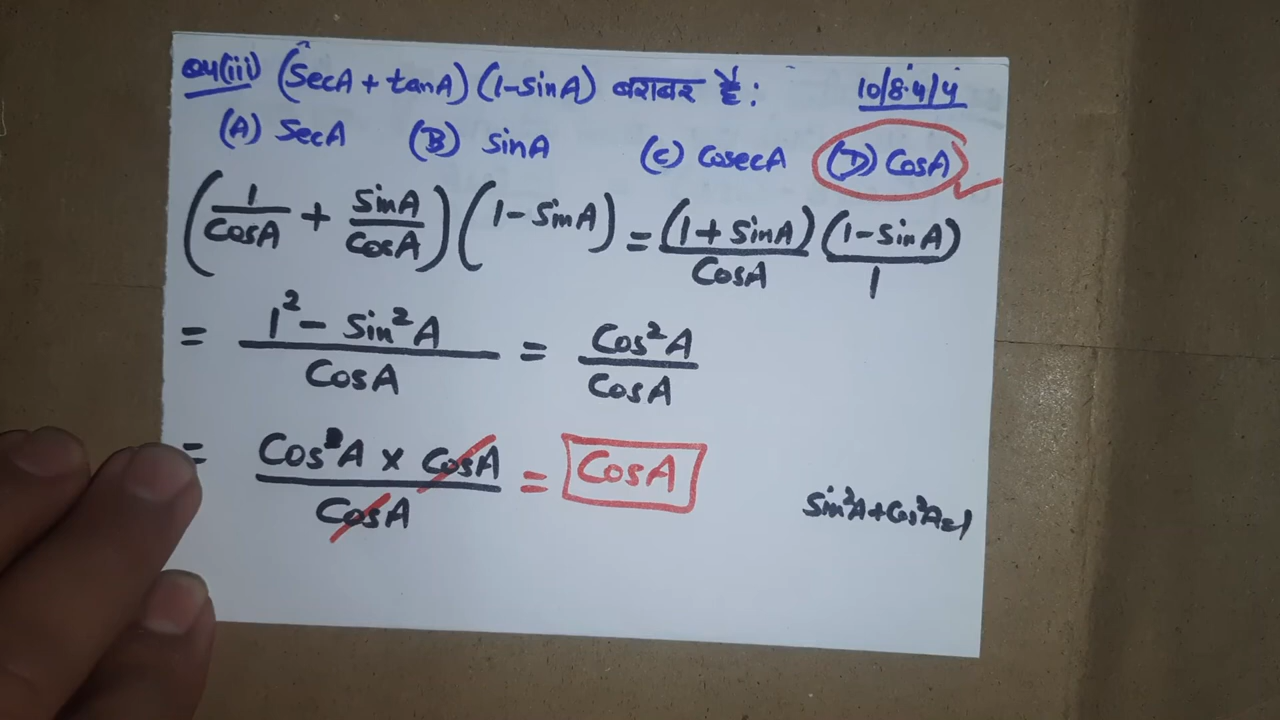 Q4(iii) (SecA + tanA) (1-SinA) बराबर है : 10/8.4/4
(A) SecA (B) SinA (C) CosecA (D) CosA
(1/CosA + SinA/CosA) (1-SinA) = (1+SinA)/CosA (1-SinA)/1
= 1²- Sin²A/CosA = Cos²A/CosA
= CosA x CosA/CosA = CosA
Sin²A+Cos²A=1